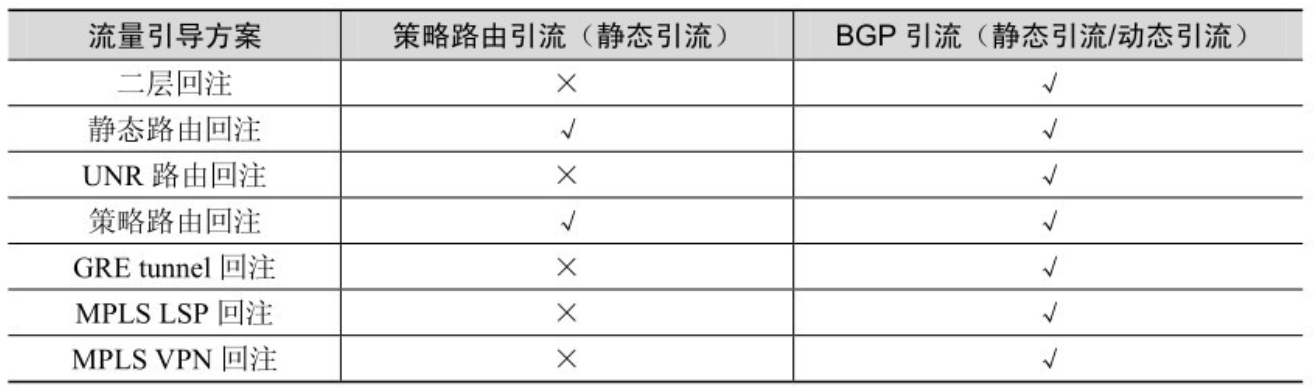 流量引导方案 策略路由引流（静态引流） BGP 引流（静态引流/动态引流）
二层回注 × √
静态路由回注 √ √
UNR 路由回注 × √
策略路由回注 √ √
GRE tunnel 回注 × √
MPLS LSP 回注 × √
MPLS VPN 回注 × √